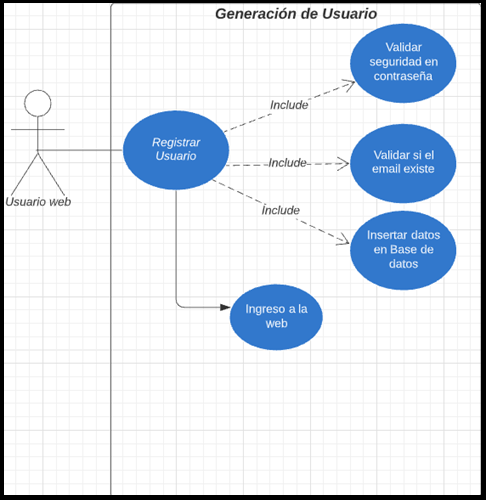 Generación de Usuario
Validar
seguridad en
contraseña
Include
Registrar
Usuario
Include
Validar si el
email existe
Usuario web
Include
Insertar datos
en Base de
datos
Ingreso a la
web